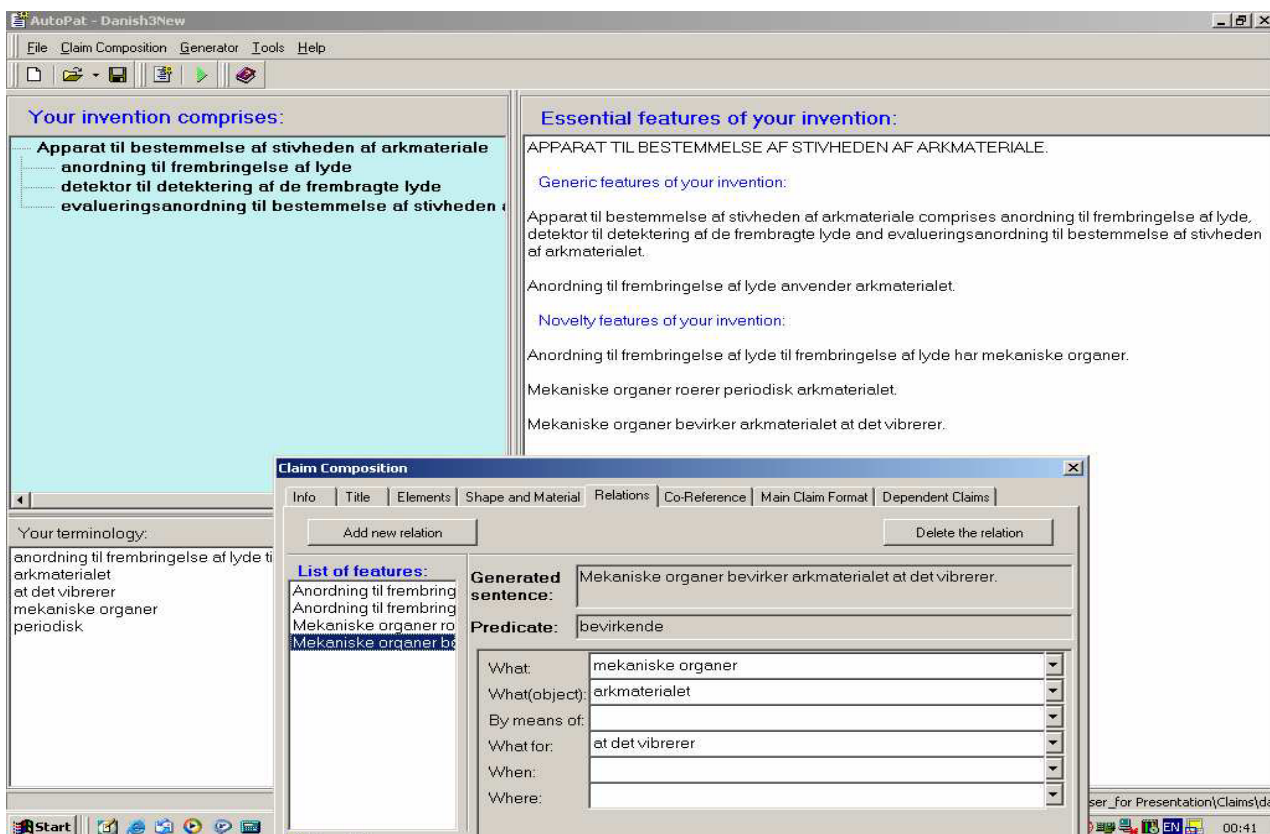 AutoPat - Danish3New
File Claim Composition Generator Tools Help
Your invention comprises:
Apparat til bestemmelse af stivheden af arkmateriale
anordning til frembringelse af lyde
detektor til detektering af de frembragte lyde
evalueringsanordning til bestemmelse af stivheden
Essential features of your invention:
APPARAT TIL BESTEMMELSE AF STIVHEDEN AF ARKMATERIALE.
Generic features of your invention:
Apparat til bestemmelse af stivheden af arkmateriale comprises anordning til frembringelse af lyde,
detektor til detektering af de frembragte lyde and evalueringsanordning til bestemmelse af stivheden
af arkmaterialet.
Anordning til frembringelse af lyde anvender arkmaterialet.
Novelty features of your invention:
Anordning til frembringelse af lyde til frembringelse af lyde har mekaniske organer.
Mekaniske organer roerer periodisk arkmaterialet.
Mekaniske organer bevirker arkmaterialet at det vibrerer.
Your terminology:
anordning til frembringelse af lyde ti
arkmaterialet
at det vibrerer
mekaniske organer
periodisk
Claim Composition
Info Title Elements Shape and Material Relations Co-Reference Main Claim Format Dependent Claims
Add new relation
Delete the relation
List of features:
Anordning til frembring
Anordning til frembring
Mekaniske organer ro
Mekaniske organer be
Generated
sentence:
Mekaniske organer bevirker arkmaterialet at det vibrerer.
Predicate: bevirkende
What: mekaniske organer
What(object): arkmaterialet
By means of:
What for: at det vibrerer
When:
Where:
ser_for Presentation\Claims\da
Start
EN
00:41